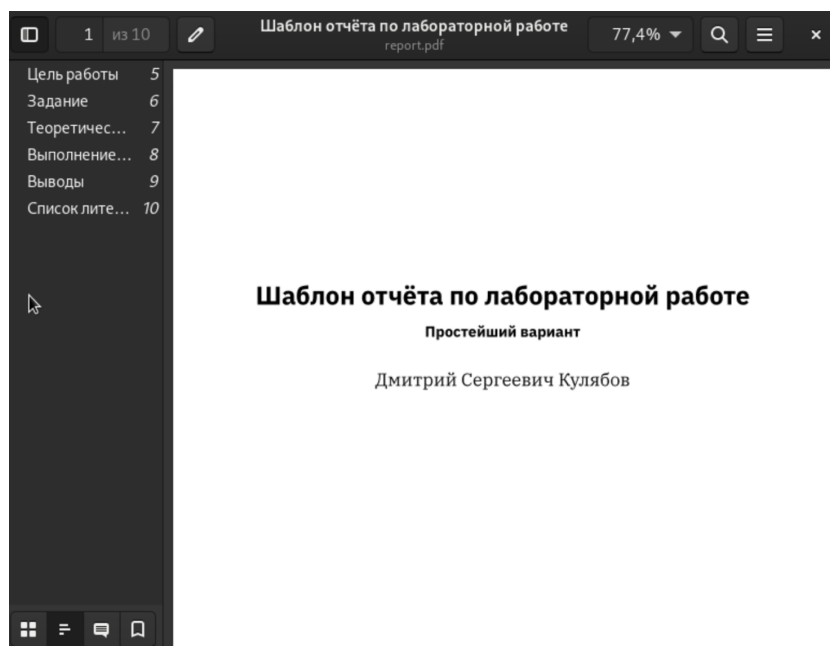 1 из 10
Шаблон отчёта по лабораторной работе
report.pdf
77,4%
Цель работы 5
Задание 6
Теоретичес... 7
Выполнение... 8
Выводы 9
Список лите... 10
Шаблон отчёта по лабораторной работе
Простейший вариант
Дмитрий Сергеевич Кулябов